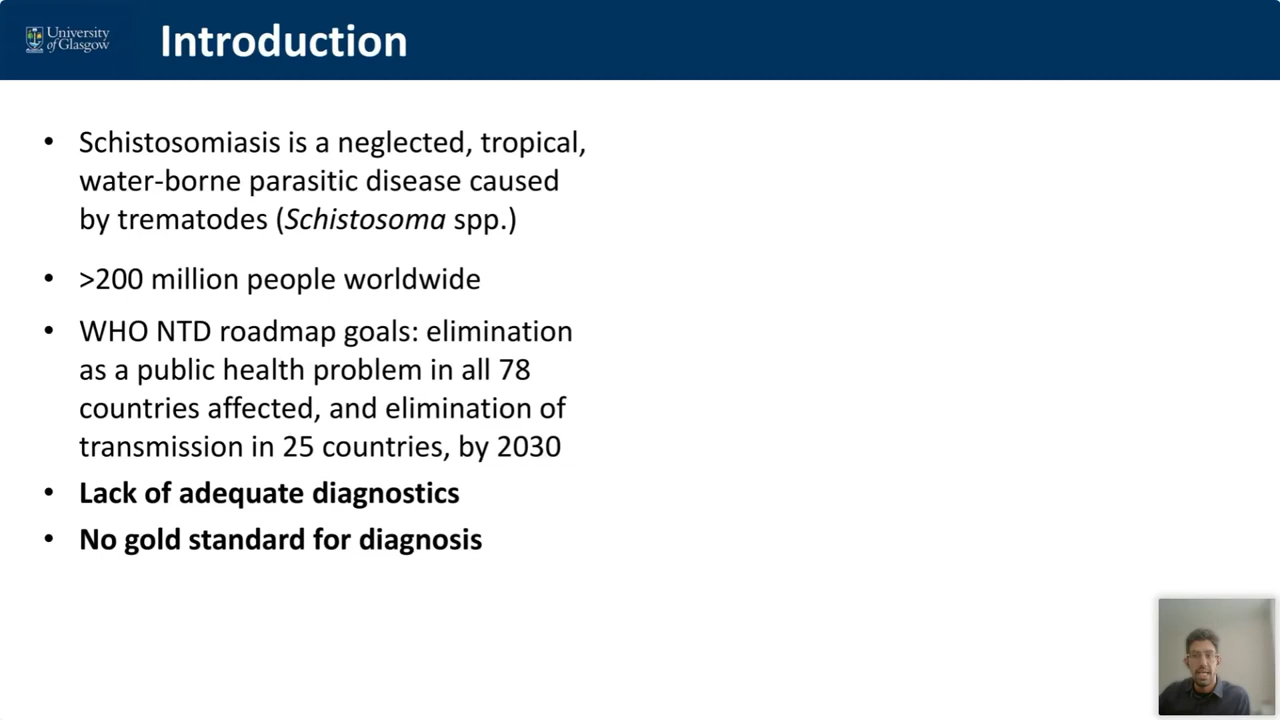 University
of Glasgow
Introduction
• Schistosomiasis is a neglected, tropical,
water-borne parasitic disease caused
by trematodes (Schistosoma spp.)
• >200 million people worldwide
• WHO NTD roadmap goals: elimination
as a public health problem in all 78
countries affected, and elimination of
transmission in 25 countries, by 2030
• Lack of adequate diagnostics
• No gold standard for diagnosis